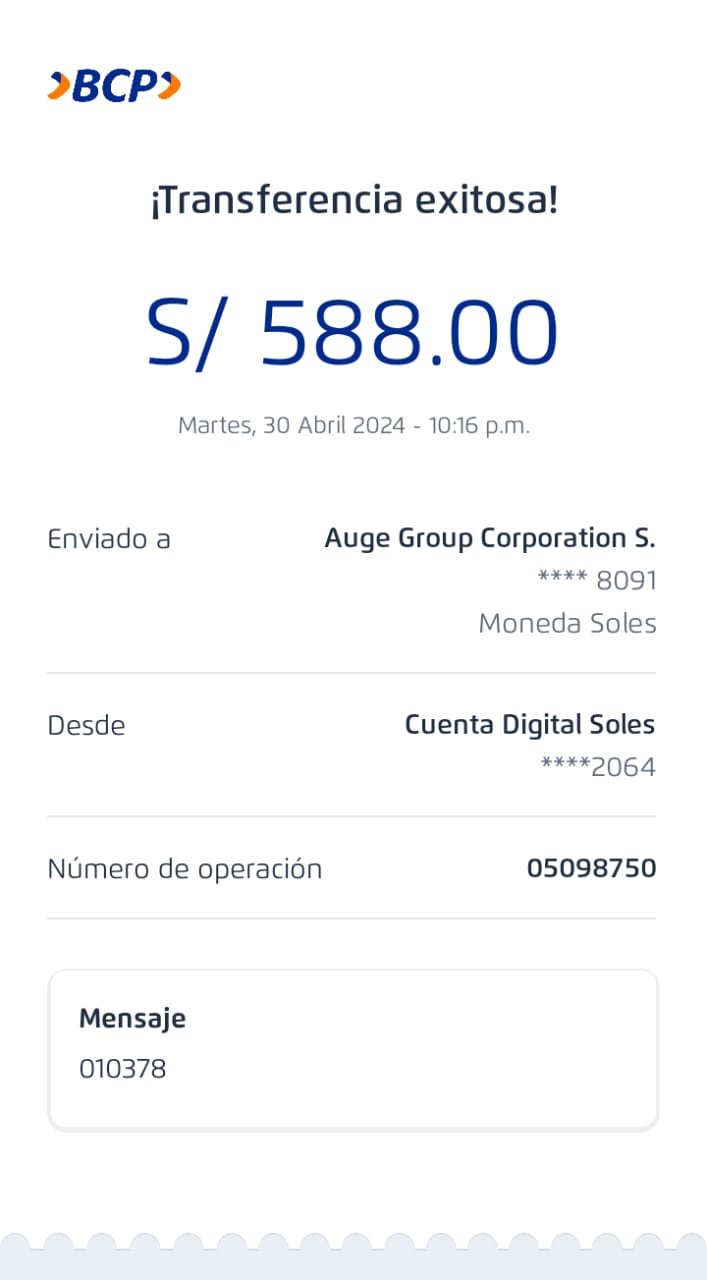 BCP
¡Transferencia exitosa!
S/ 588.00
Martes, 30 Abril 2024 - 10:16 p.m.
Enviado a
Auge Group Corporation S.
**** 8091
Moneda Soles
Desde
Cuenta Digital Soles
****2064
Número de operación
05098750
Mensaje
010378